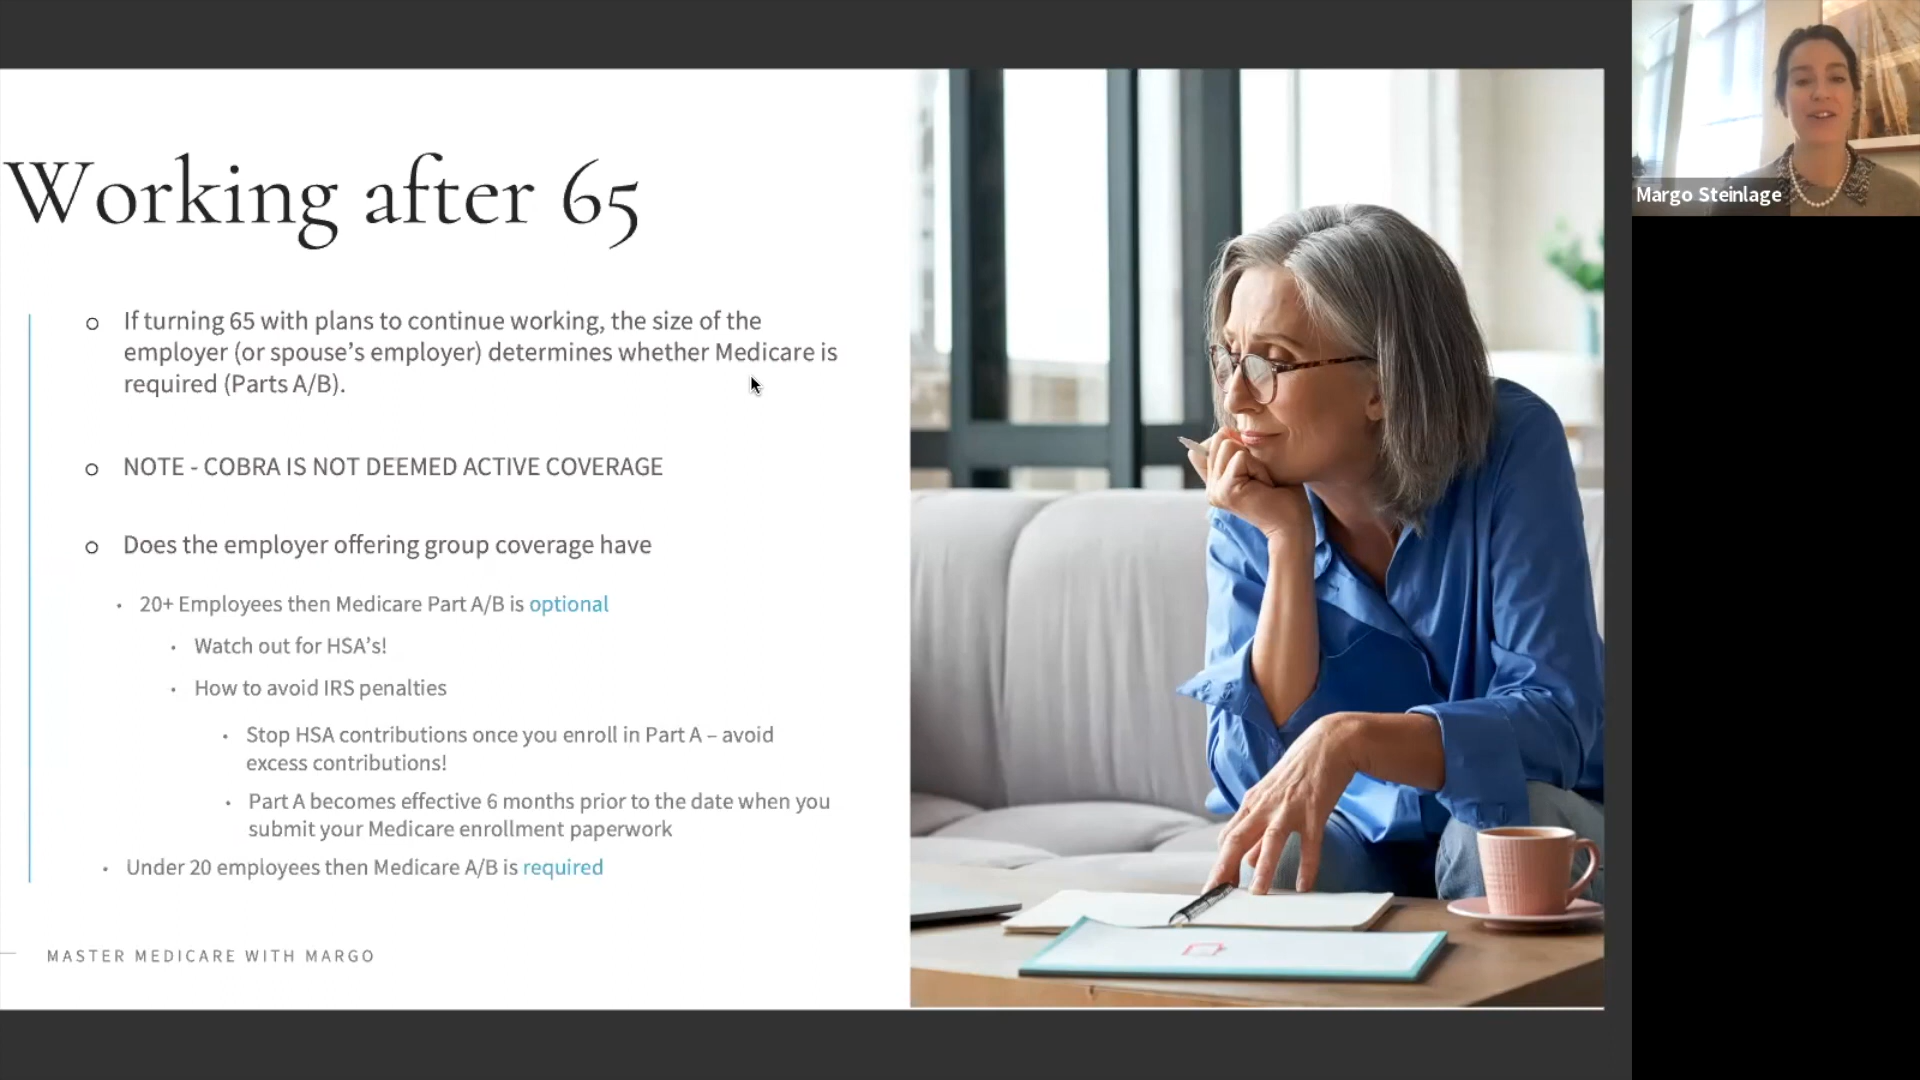 Working after 65
If turning 65 with plans to continue working, the size of the
employer (or spouse’s employer) determines whether Medicare is
required (Parts A/B).
NOTE - COBRA IS NOT DEEMED ACTIVE COVERAGE
Does the employer offering group coverage have
20+ Employees then Medicare Part A/B is optional
Watch out for HSA’s!
How to avoid IRS penalties
Stop HSA contributions once you enroll in Part A – avoid
excess contributions!
Part A becomes effective 6 months prior to the date when you
submit your Medicare enrollment paperwork
Under 20 employees then Medicare A/B is required
MASTER MEDICARE WITH MARGO
Margo Steinlage